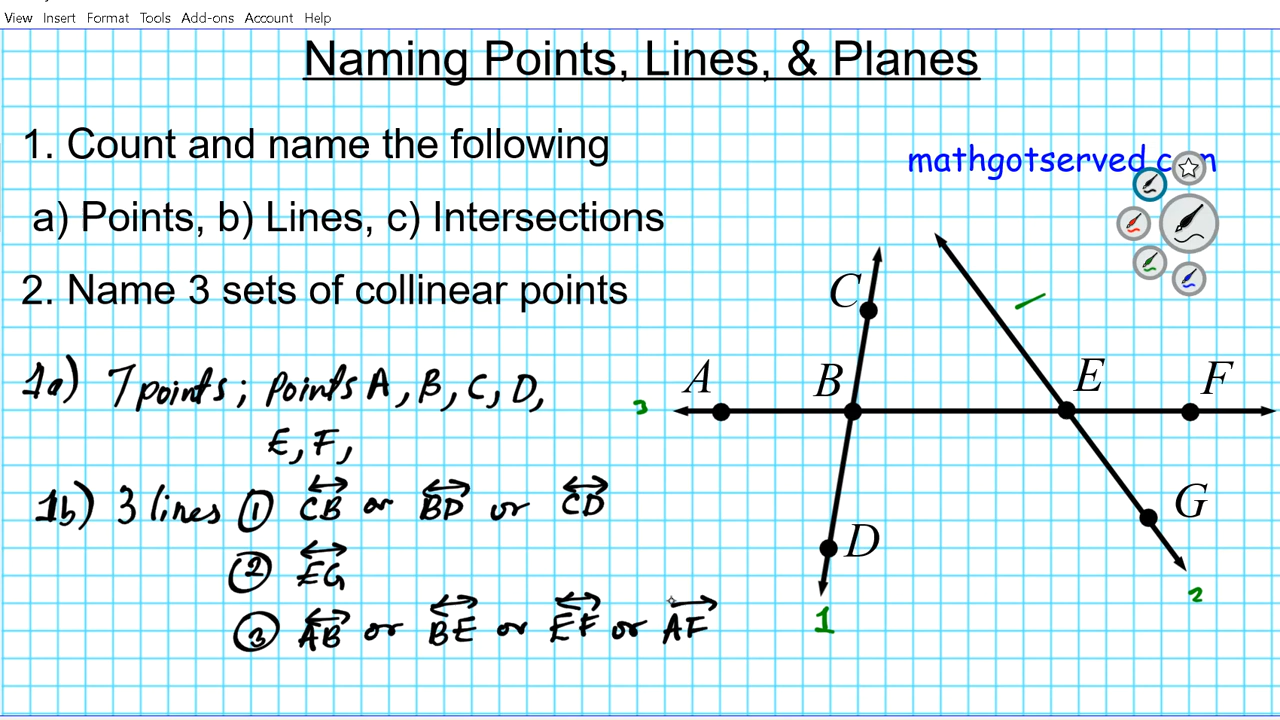 View Insert Format Tools Add-ons Account Help
Naming Points, Lines, & Planes
1. Count and name the following
mathgotserved.c m
a) Points, b) Lines, c) Intersections
2. Name 3 sets of collinear points
C
1a) 7 points; points A, B, C, D,
A
B
E
F
3
E, F,
1b) 3 lines ① CB or BD or CD
G
D
② EG
2
③ AB or BE or EF or AF
1